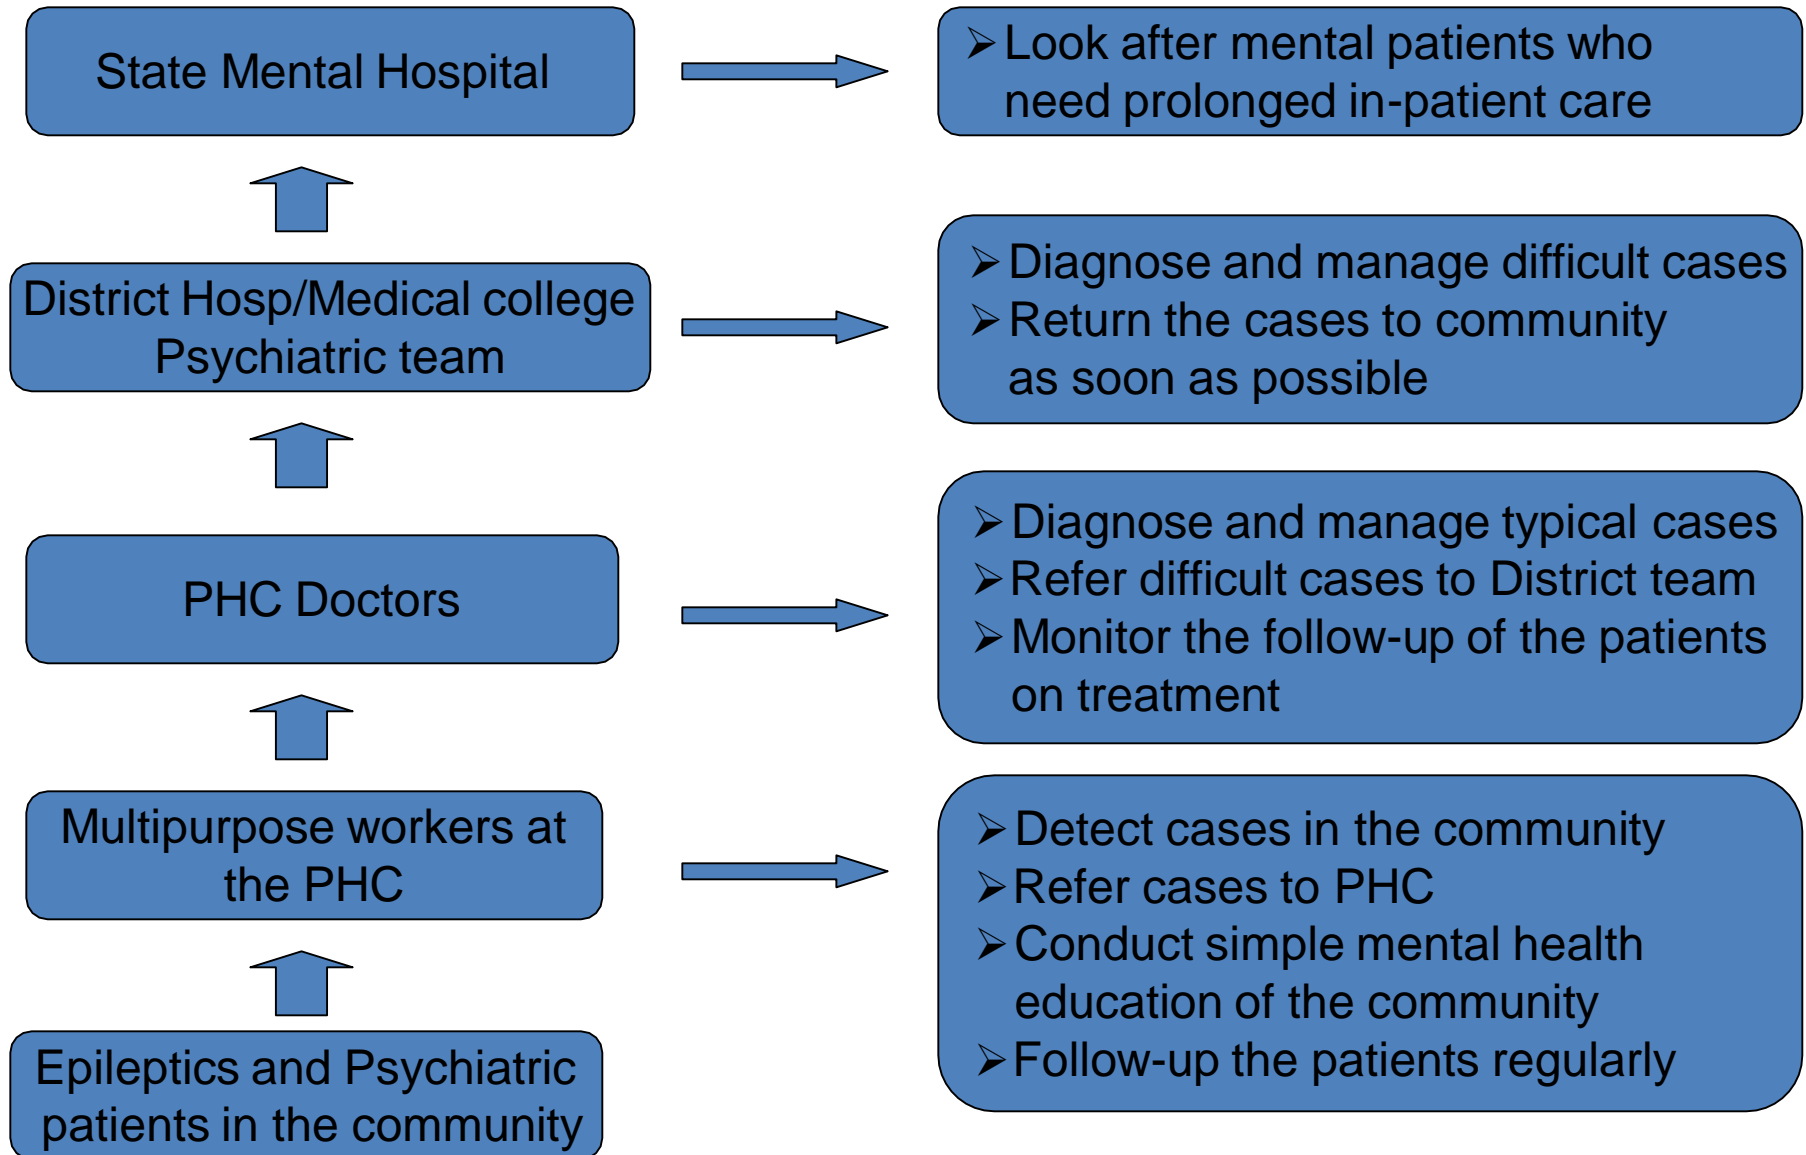 State Mental Hospital
➢ Look after mental patients who
need prolonged in-patient care
District Hosp/Medical college
Psychiatric team
➢ Diagnose and manage difficult cases
➢ Return the cases to community
as soon as possible
PHC Doctors
➢ Diagnose and manage typical cases
➢ Refer difficult cases to District team
➢ Monitor the follow-up of the patients
on treatment
Multipurpose workers at
the PHC
➢ Detect cases in the community
➢ Refer cases to PHC
➢ Conduct simple mental health
education of the community
➢ Follow-up the patients regularly
Epileptics and Psychiatric
patients in the community